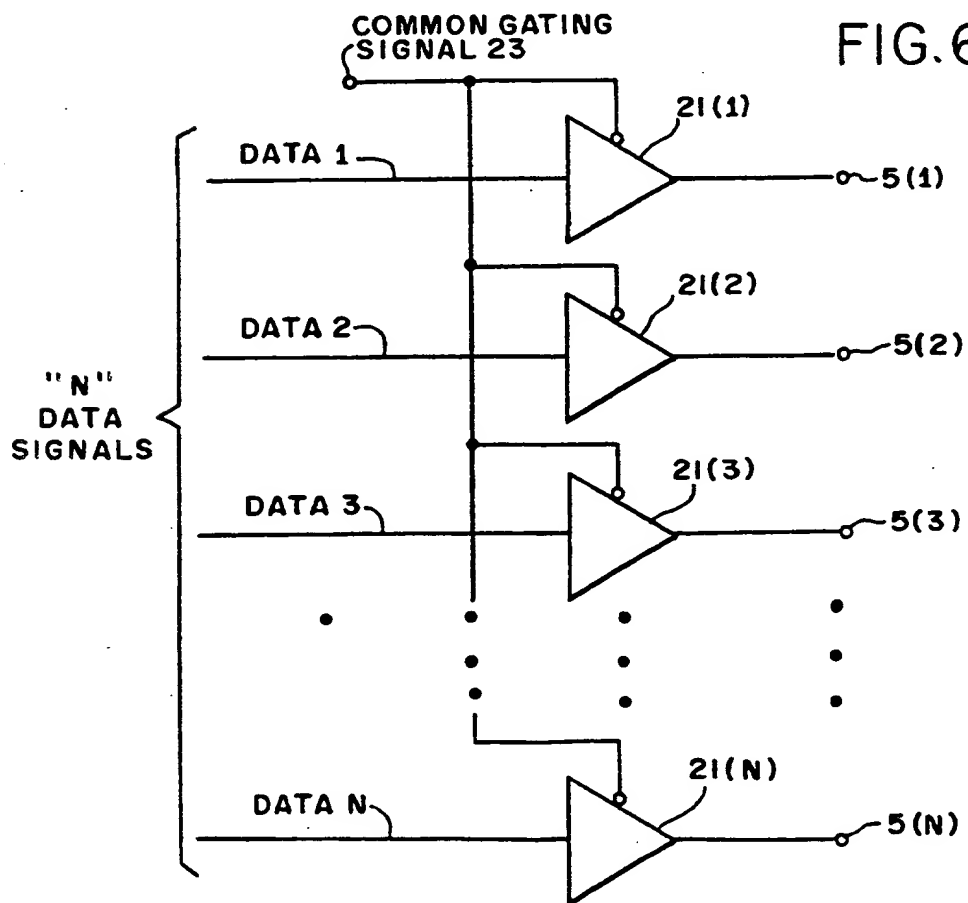 COMMON GATING
SIGNAL 23
FIG.6
21(1)
DATA 1
5(1)
21(2)
DATA 2
5(2)
"N"
DATA
SIGNALS
21(3)
DATA 3
5(3)
21(N)
DATA N
5(N)